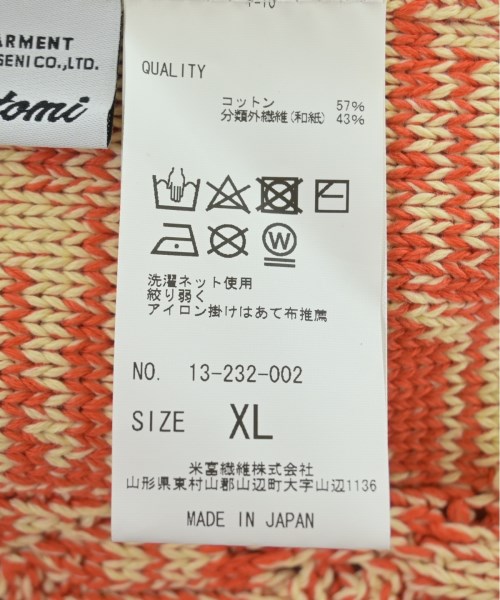 ARMENT
SENI CO.,LTD.
tomi
QUALITY
コットン 57%
分類外繊維(和紙) 43%
W
洗濯ネット使用
絞り弱く
アイロン掛けはあて布推薦
NO. 13-232-002
SIZE XL
米富繊維株式会社
山形県東村山郡山辺町大字山辺1136
MADE IN JAPAN